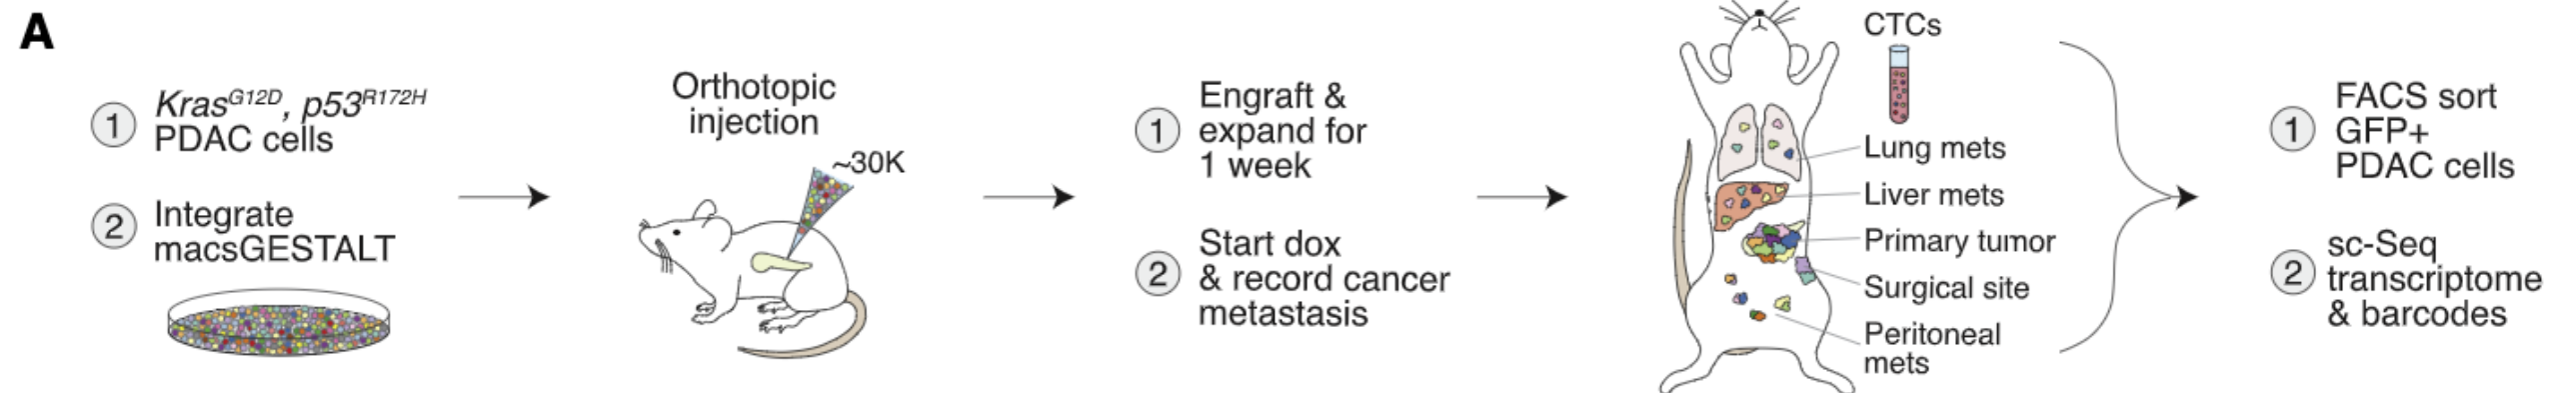 A
1
Kras^G12D, p53^R172H
PDAC cells
2
Integrate
macsGESTALT
Orthotopic
injection
~30K
1
Engraft &
expand for
1 week
2
Start dox
& record cancer
metastasis
CTCs
Lung mets
Liver mets
Primary tumor
Surgical site
Peritoneal
mets
1
FACS sort
GFP+
PDAC cells
2
sc-Seq
transcriptome
& barcodes